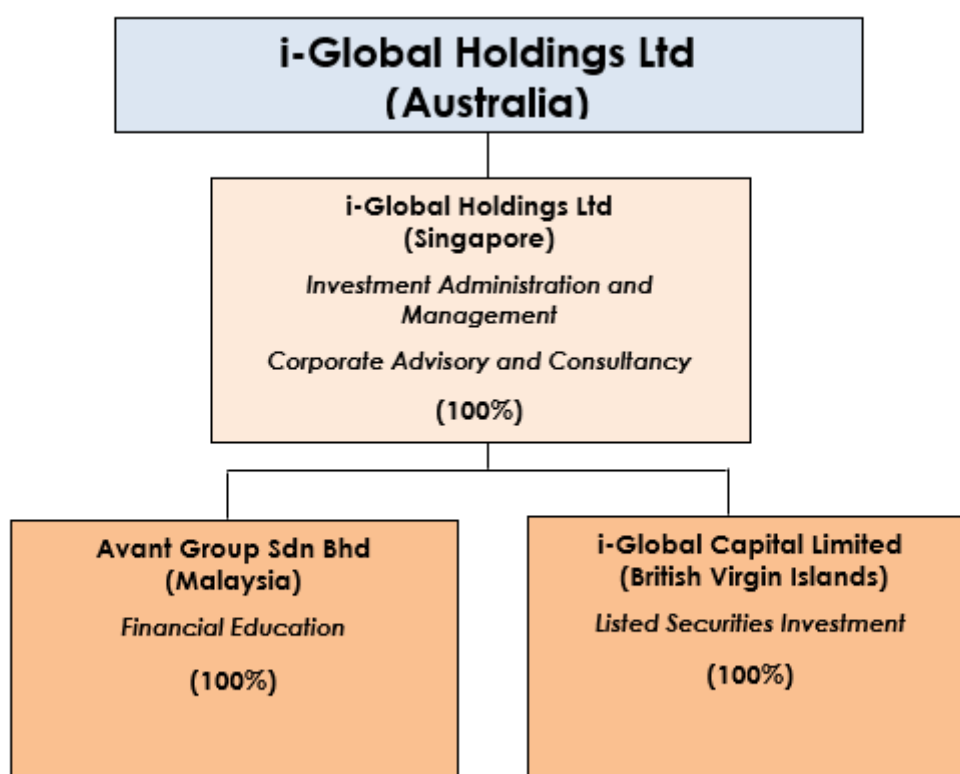 i-Global Holdings Ltd
(Australia)
i-Global Holdings Ltd
(Singapore)
Investment Administration and
Management
Corporate Advisory and Consultancy
(100%)
Avant Group Sdn Bhd
(Malaysia)
Financial Education
(100%)
i-Global Capital Limited
(British Virgin Islands)
Listed Securities Investment
(100%)